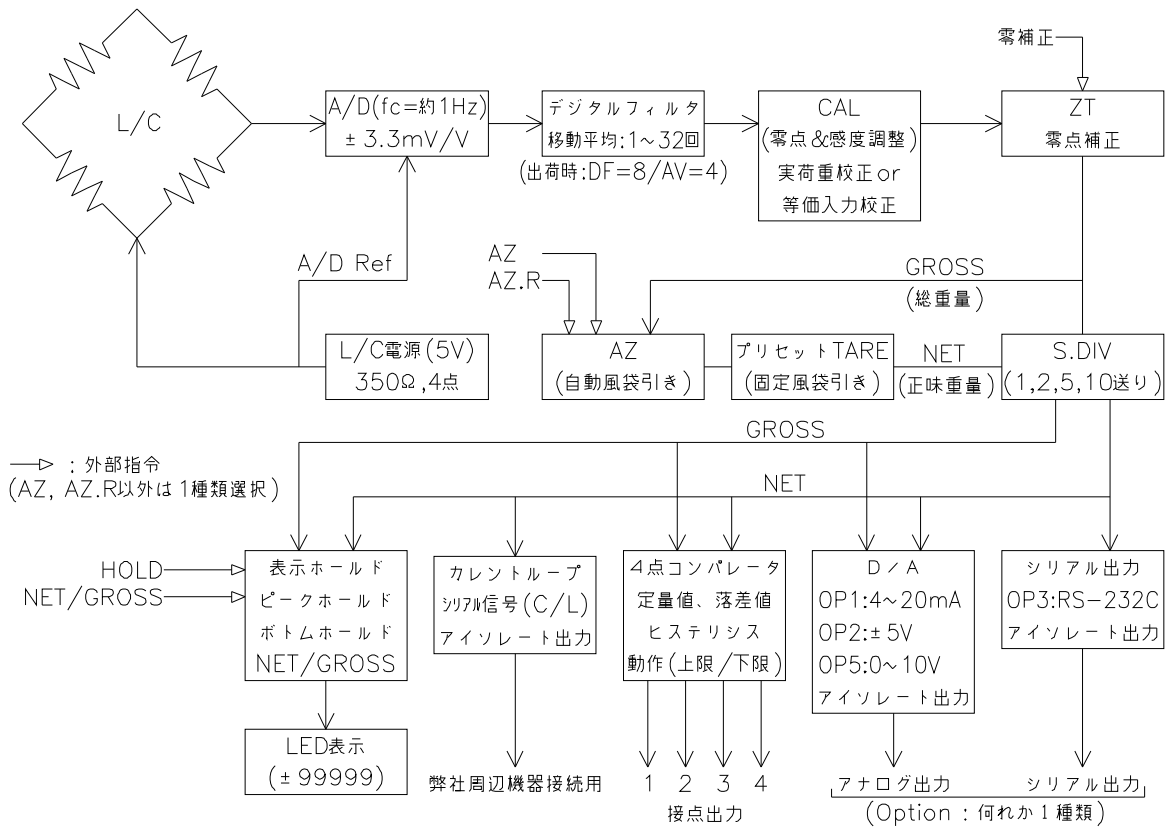 零補正
L/C
A/D(fc=約1Hz)
±3.3mV/V
デジタルフィルタ
移動平均:1~32回
(出荷時:DF=8/AV=4)
CAL
(零点&感度調整)
実荷重校正or
等価入力校正
ZT
零点補正
A/D Ref
AZ
AZ.R
GROSS
(総重量)
L/C電源(5V)
350Ω,4点
AZ
(自動風袋引き)
プリセットTARE
(固定風袋引き)
NET
(正味重量)
S.DIV
(1,2,5,10送り)
GROSS
:外部指令
(AZ, AZ.R以外は1種類選択)
NET
HOLD
NET/GROSS
表示ホールド
ピークホールド
ボトムホールド
NET/GROSS
カレントループ
シリアル信号(C/L)
アイソレート出力
4点コンパレータ
定量値、落差値
ヒステリシス
動作(上限/下限)
D/A
OP1:4~20mA
OP2:±5V
OP5:0~10V
アイソレート出力
シリアル出力
OP3:RS-232C
アイソレート出力
LED表示
(±99999)
弊社周辺機器接続用
1 2 3 4
接点出力
アナログ出力 シリアル出力
(Option:何れか1種類)